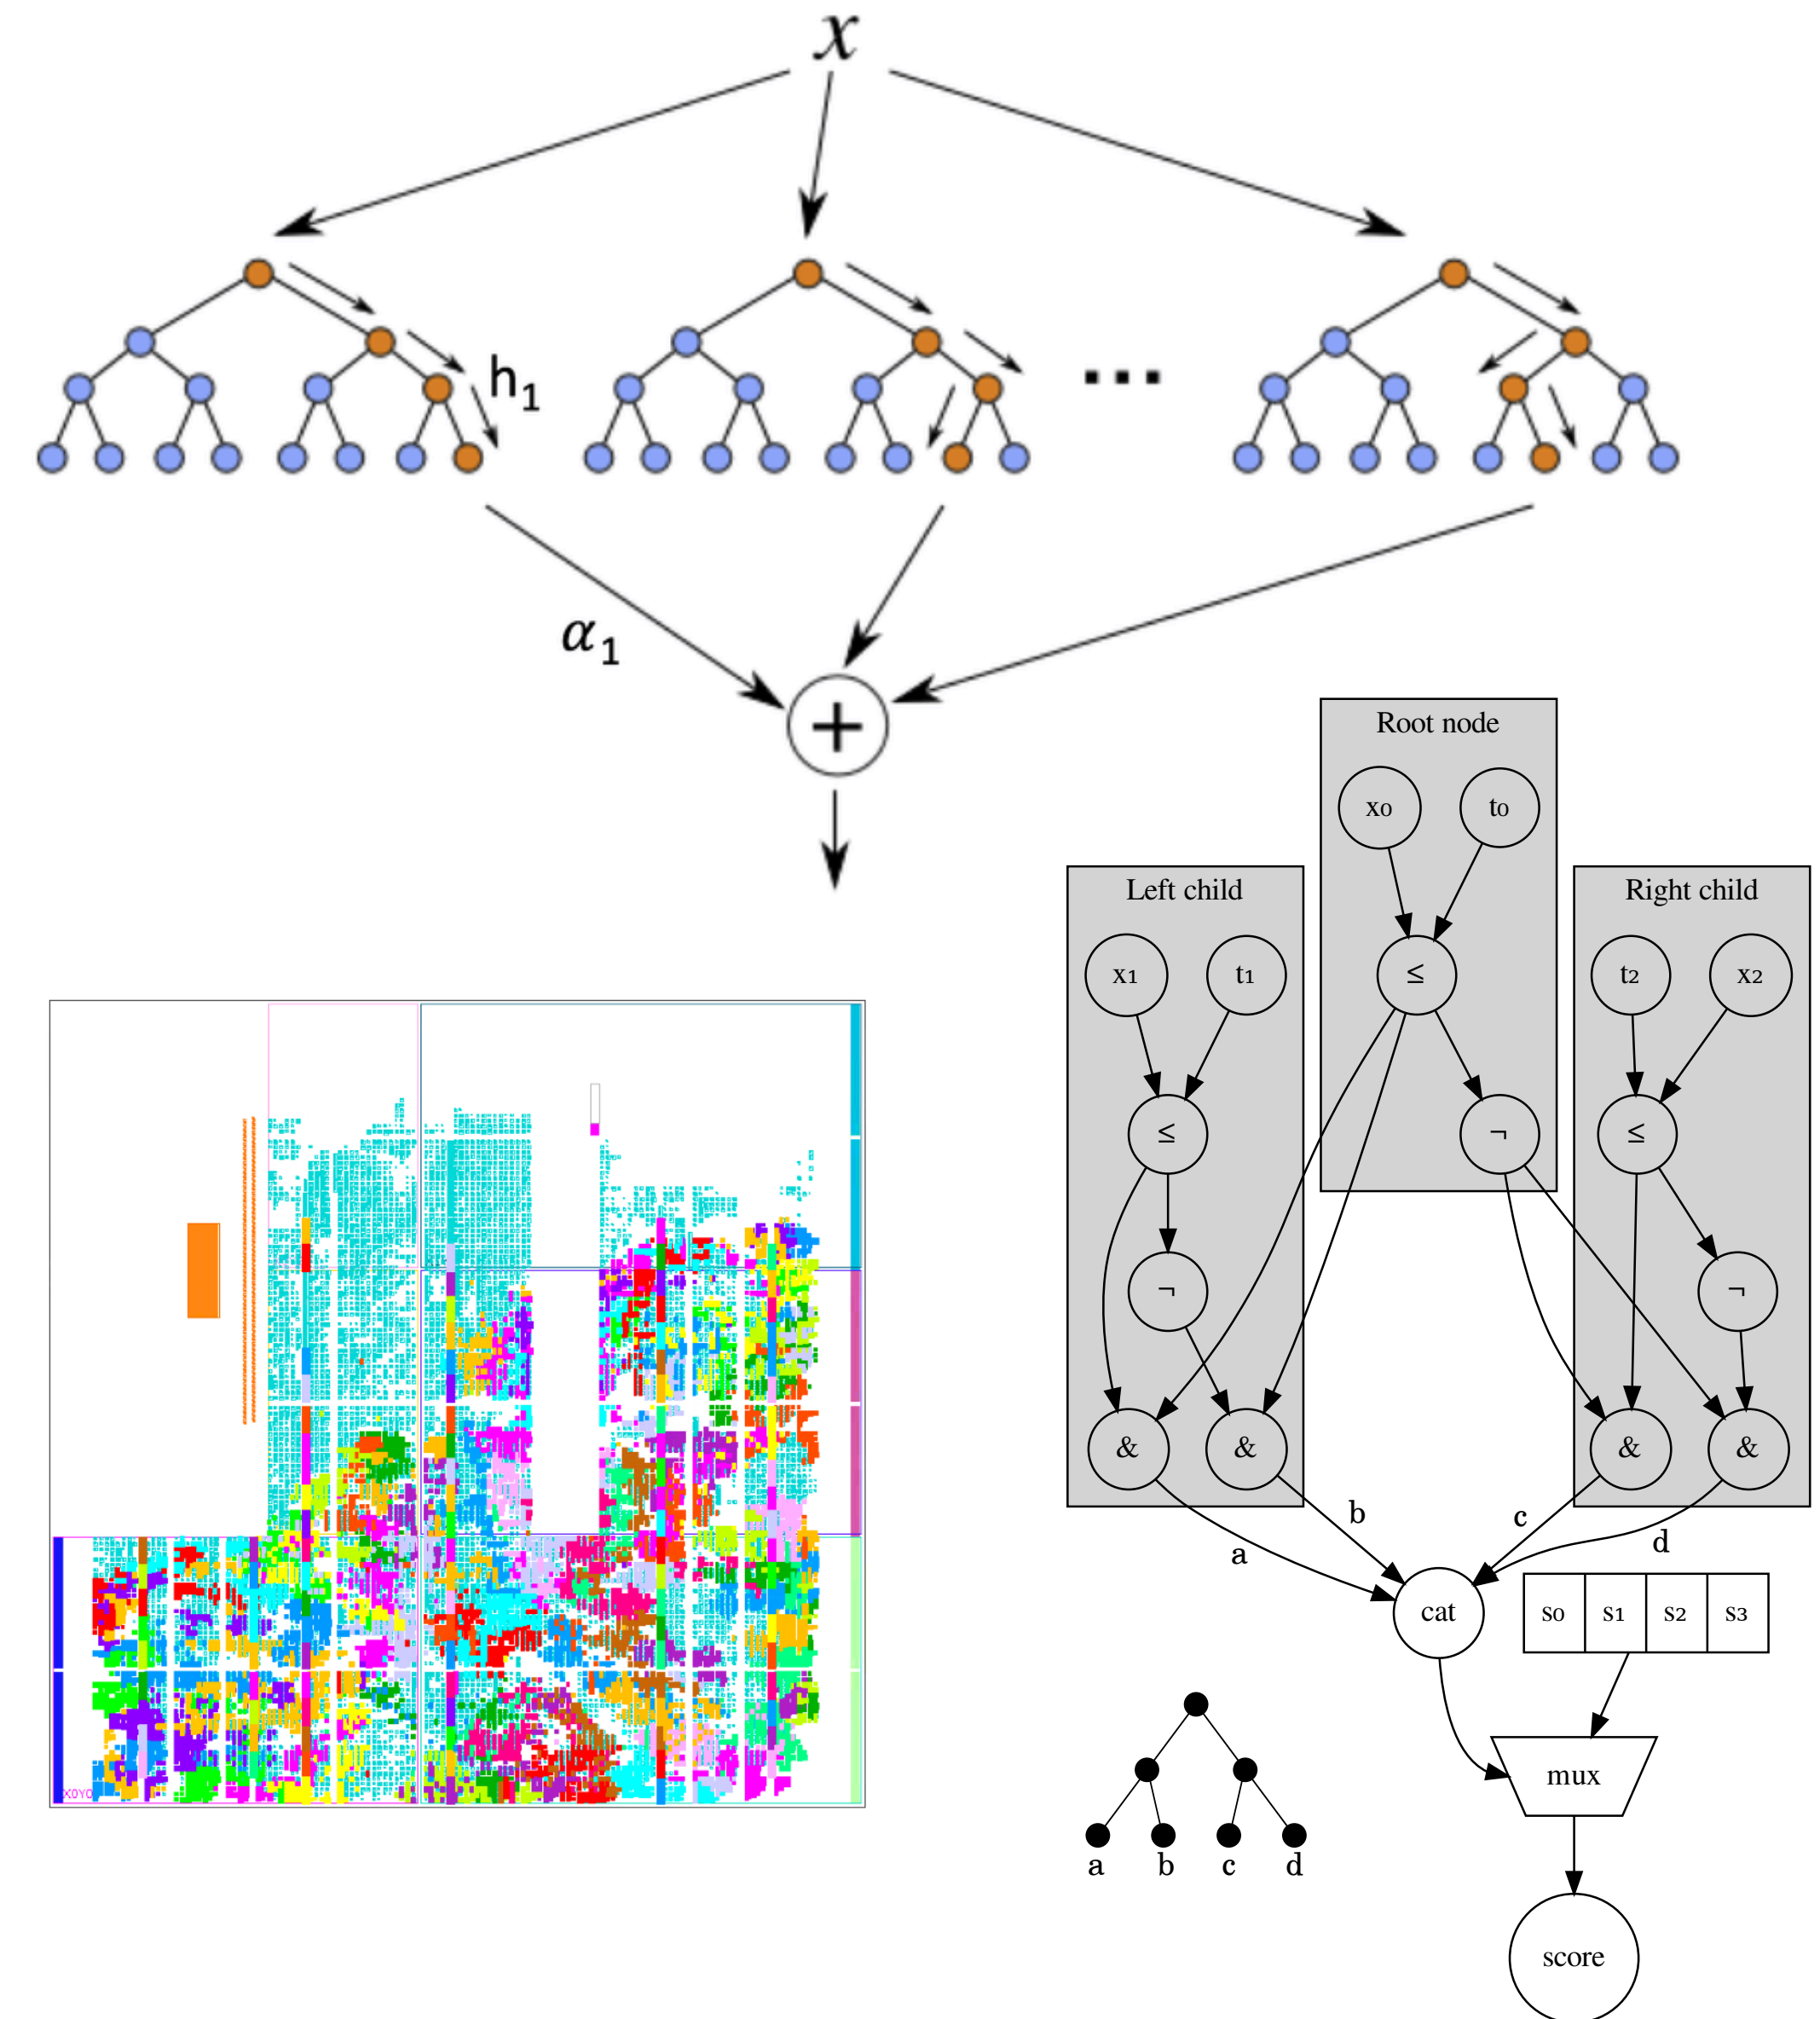 x
h₁
...
α₁
+
Root node
x₀ t₀
Left child
Right child
x₁ t₁
≤
t₂ x₂
≤
¬
≤
¬
¬
& &
& &
b
c
a
d
cat
s₀ s₁ s₂ s₃
mux
a b c d
score
X0Y0